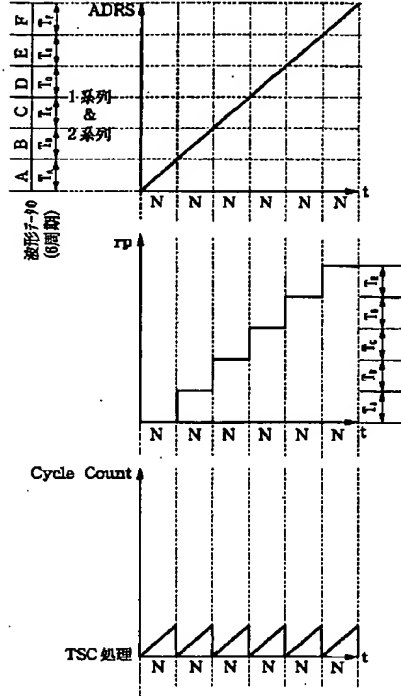 ADRS
F T_F
E T_E
D T_D
C T_C
B T_B
A T_A
1系列
&
2系列
波形ﾃﾞｰﾀ0
(6周期)
t
N N N N N N
rp
T_E
T_D
T_C
T_B
T_A
t
N N N N N N
Cycle Count
TSC処理
t
N N N N N N